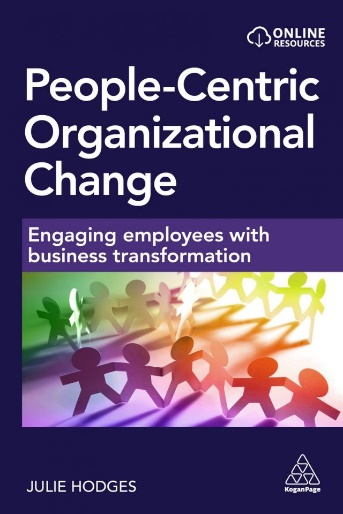 ONLINE
RESOURCES
People-Centric
Organizational
Change
Engaging employees with
business transformation
JULIE HODGES
KoganPage